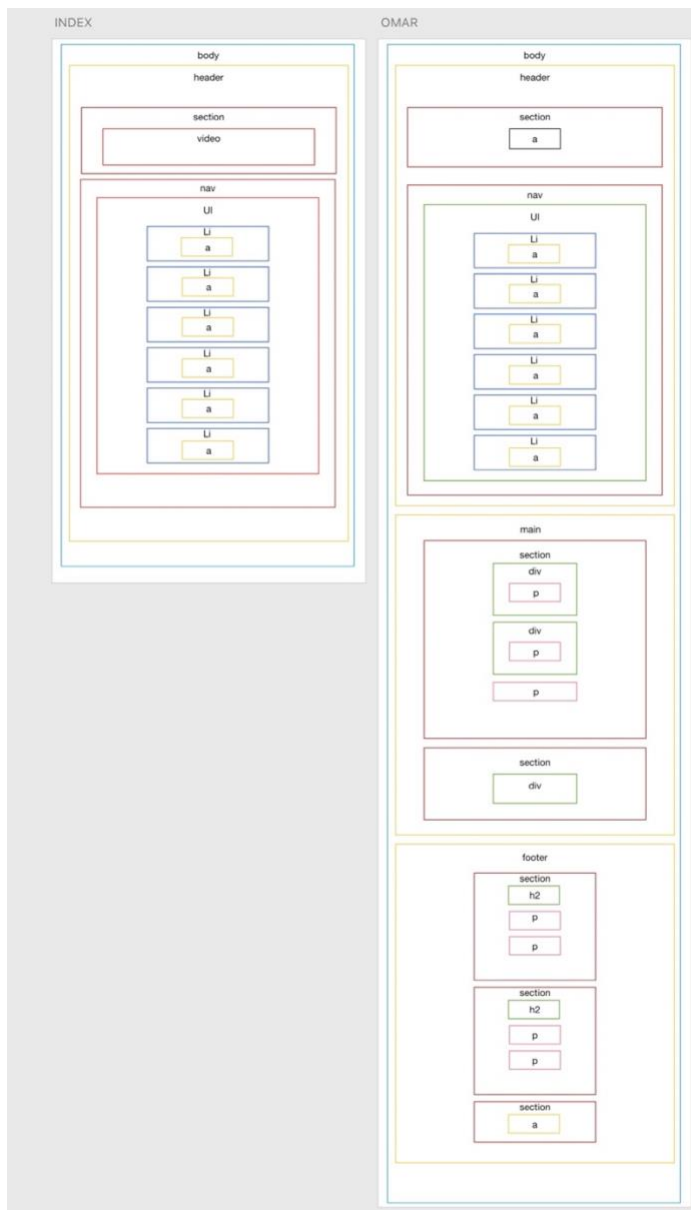 INDEX
body
header
section
video
nav
Ul
Li
a
Li
a
Li
a
Li
a
Li
a
Li
a
OMAR
body
header
section
a
nav
Ul
Li
a
Li
a
Li
a
Li
a
Li
a
Li
a
main
section
div
p
div
p
p
section
div
footer
section
h2
p
p
section
h2
p
p
section
a